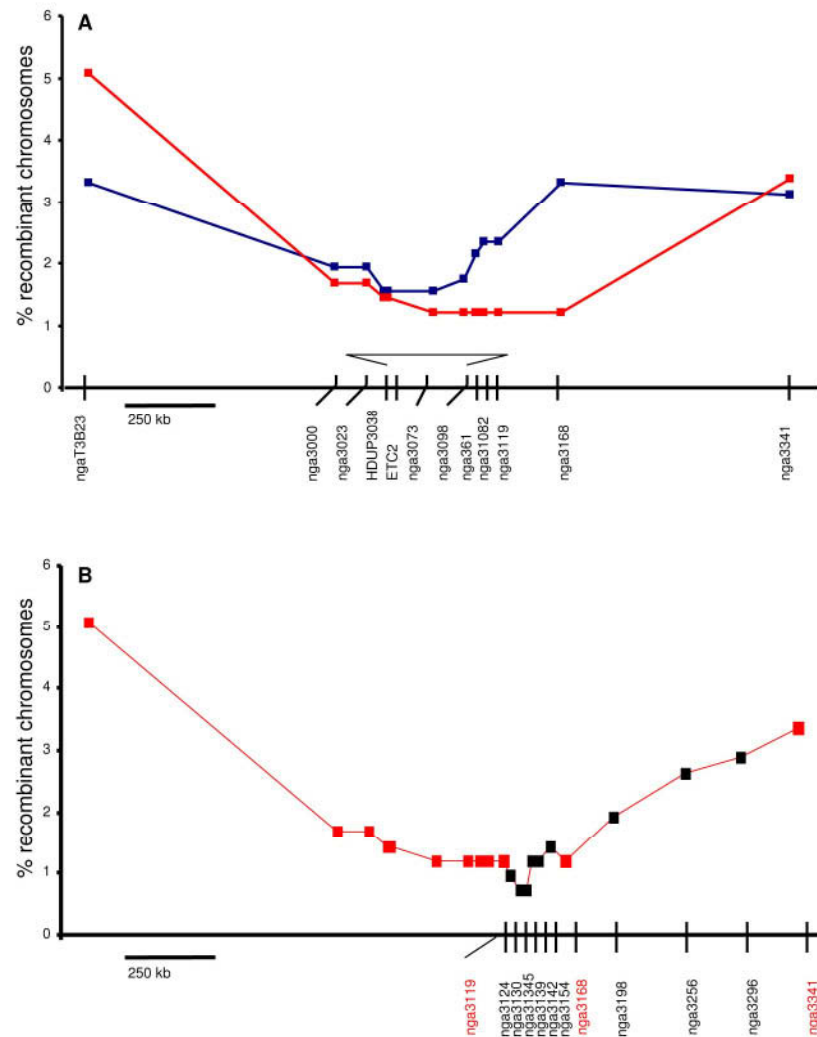 A
% recombinant chromosomes
6
5
4
3
2
1
0
250 kb
ngaT3B23
nga3000
nga3023
HDUP3038
ETC2
nga3073
nga3098
nga361
nga31082
nga3119
nga3168
nga3341
B
% recombinant chromosomes
6
5
4
3
2
1
0
250 kb
nga3119
nga3124
nga3130
nga31345
nga3139
nga3142
nga3154
nga3168
nga3198
nga3256
nga3296
nga3341